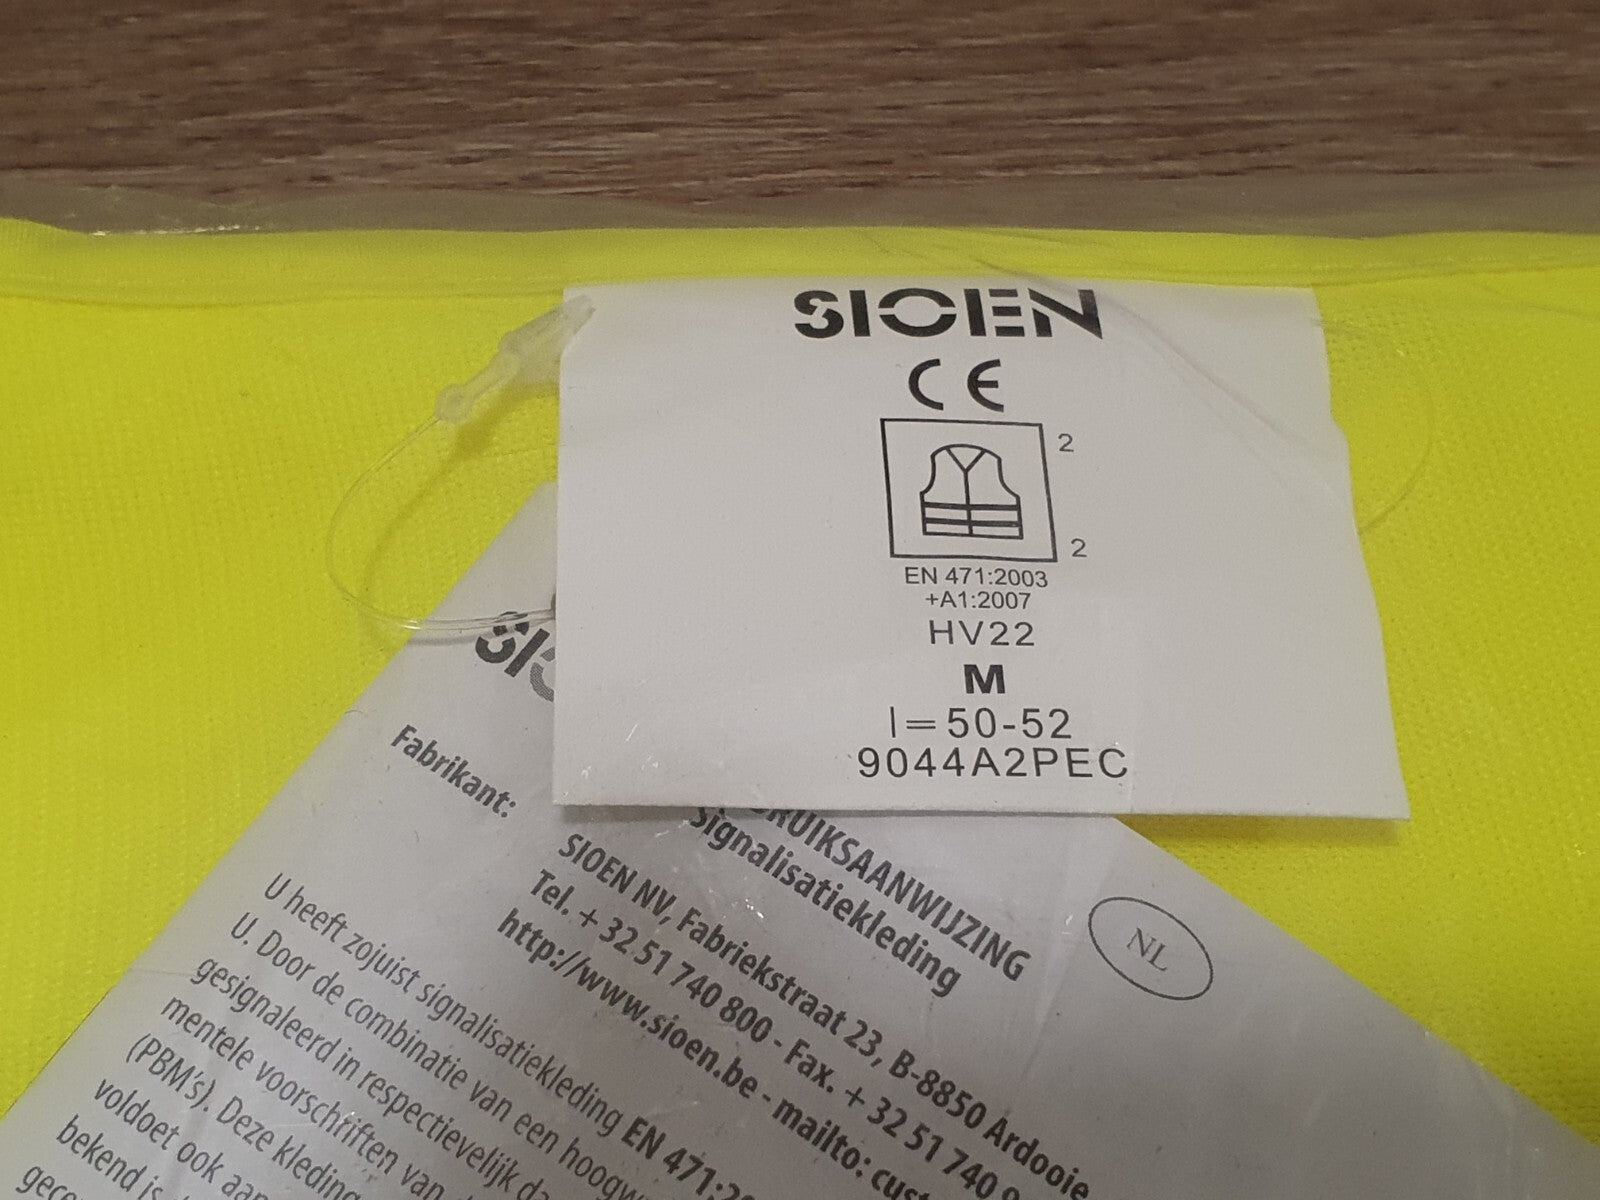 SIOEN
CE
2
2
EN 471:2003
+A1:2007
HV22
M
l=50-52
9044A2PEC
Fabrikant:
Signalisatiekleding
NL
SIOEN NV, Fabriekstraat 23, B-8850 Ardooie
Tel. + 32 51 740 800 - Fax. + 32 51 740
http://www.sioen.be - mailto:
U heeft zojuist signalisatiekleding EN 471:
U. Door de combinatie van een
gesignaleerd in respectievelijk
mentele voorschriften van
(PBM's). Deze kleding
voldoet ook aan
bekend is